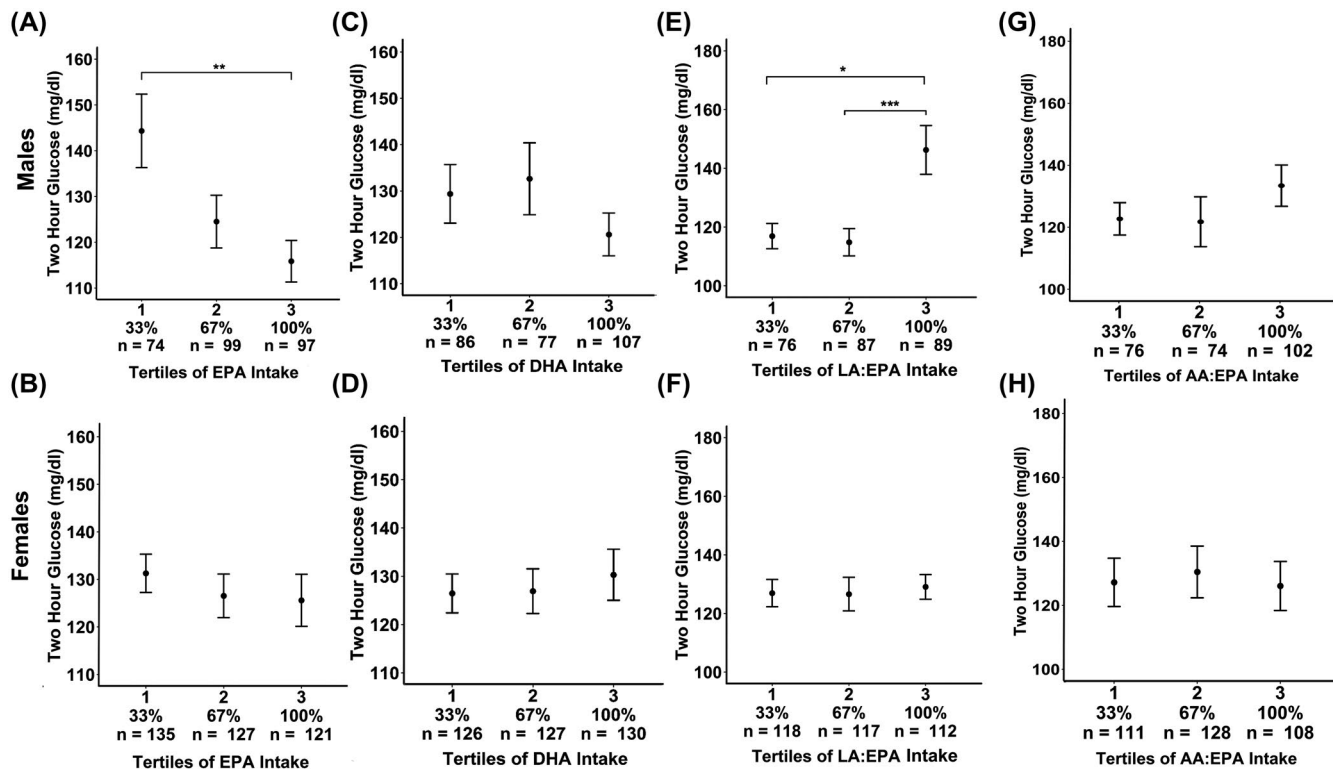 (A)
160
150
140
130
120
110
Two Hour Glucose (mg/dl)
Males
**
1 2 3
33% 67% 100%
n = 74 n = 99 n = 97
Tertiles of EPA Intake
(C)
160
150
140
130
120
110
Two Hour Glucose (mg/dl)
1 2 3
33% 67% 100%
n = 86 n = 77 n = 107
Tertiles of DHA Intake
(E)
180
160
140
120
100
Two Hour Glucose (mg/dl)
*
***
1 2 3
33% 67% 100%
n = 76 n = 87 n = 89
Tertiles of LA:EPA Intake
(G)
180
160
140
120
100
Two Hour Glucose (mg/dl)
1 2 3
33% 67% 100%
n = 76 n = 74 n = 102
Tertiles of AA:EPA Intake
(B)
160
150
140
130
120
110
Two Hour Glucose (mg/dl)
Females
1 2 3
33% 67% 100%
n = 135 n = 127 n = 121
Tertiles of EPA Intake
(D)
160
150
140
130
120
110
Two Hour Glucose (mg/dl)
1 2 3
33% 67% 100%
n = 126 n = 127 n = 130
Tertiles of DHA Intake
(F)
180
160
140
120
100
Two Hour Glucose (mg/dl)
1 2 3
33% 67% 100%
n = 118 n = 117 n = 112
Tertiles of LA:EPA Intake
(H)
180
160
140
120
100
Two Hour Glucose (mg/dl)
1 2 3
33% 67% 100%
n = 111 n = 128 n = 108
Tertiles of AA:EPA Intake